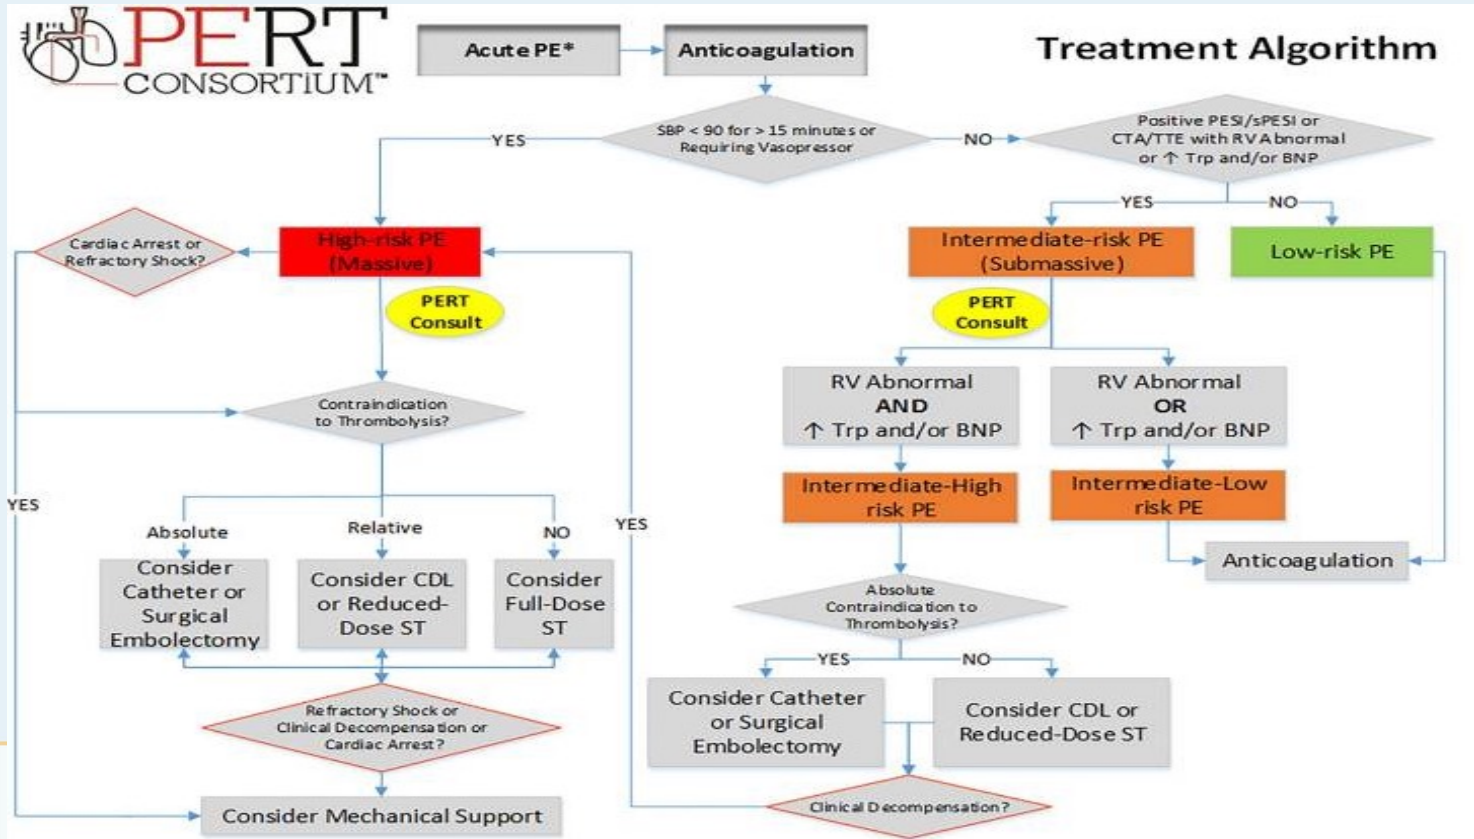 PERT
CONSORTIUM™
Acute PE*
Anticoagulation
Treatment Algorithm
SBP < 90 for > 15 minutes or
Requiring Vasopressor
YES
NO
Positive PESI/sPESI or
CTA/TTE with RV Abnormal
or ↑ Trp and/or BNP
YES
NO
Cardiac Arrest or
Refractory Shock?
High-risk PE
(Massive)
Intermediate-risk PE
(Submassive)
Low-risk PE
PERT
Consult
PERT
Consult
Contraindication
to Thrombolysis?
RV Abnormal
AND
↑ Trp and/or BNP
RV Abnormal
OR
↑ Trp and/or BNP
Intermediate-High
risk PE
Intermediate-Low
risk PE
YES
YES
Absolute
Relative
NO
Anticoagulation
Consider
Catheter or
Surgical
Embolectomy
Consider CDL
or Reduced-
Dose ST
Consider
Full-Dose
ST
Absolute
Contraindication to
Thrombolysis?
YES
NO
Consider Catheter
or Surgical
Embolectomy
Consider CDL or
Reduced-Dose ST
Refractory Shock or
Clinical Decompensation or
Cardiac Arrest?
Clinical Decompensation?
Consider Mechanical Support